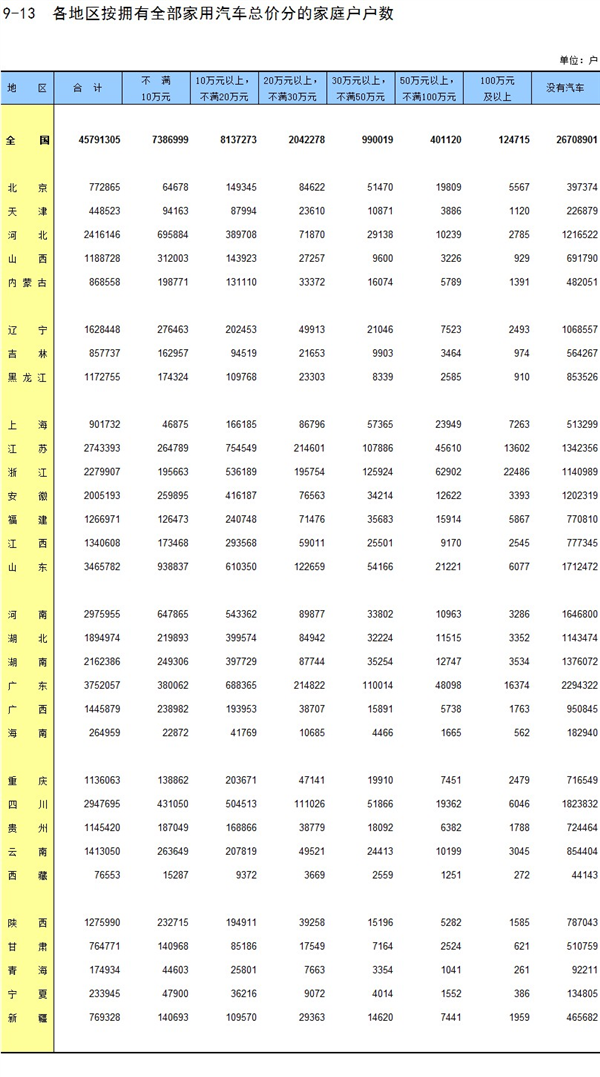 9-13 各地区按拥有全部家用汽车总价分的家庭户户数
单位：户
地 区 合 计 不 满 10万元以上， 20万元以上， 30万元以上， 50万元以上， 100万元 没有汽车
10万元 不满20万元 不满30万元 不满50万元 不满100万元 及以上
全 国 45791305 7386999 8137273 2042278 990019 401120 124715 26708901
北 京 772865 64678 149345 84622 51470 19809 5567 397374
天 津 448523 94163 87994 23610 10871 3886 1120 226879
河 北 2416146 695884 389708 71870 29138 10239 2785 1216522
山 西 1188728 312003 143923 27257 9600 3226 929 691790
内 蒙 古 868558 198771 131110 33372 16074 5789 1391 482051
辽 宁 1628448 276463 202453 49913 21046 7523 2493 1068557
吉 林 857737 162957 94519 21653 9903 3464 974 564267
黑 龙 江 1172755 174324 109768 23303 8339 2585 910 853526
上 海 901732 46875 166185 86796 57365 23949 7263 513299
江 苏 2743393 264789 754549 214601 107886 45610 13602 1342356
浙 江 2279907 195663 536189 195754 125924 62902 22486 1140989
安 徽 2005193 259895 416187 76563 34214 12622 3393 1202319
福 建 1266971 126473 240748 71476 35683 15914 5867 770810
江 西 1340608 173468 293568 59011 25501 9170 2545 777345
山 东 3465782 938837 610350 122659 54166 21221 6077 1712472
河 南 2975955 647865 543362 89877 33802 10963 3286 1646800
湖 北 1894974 219893 399574 84942 32224 11515 3352 1143474
湖 南 2162386 249306 397729 87744 35254 12747 3534 1376072
广 东 3752057 380062 688365 214822 110014 48098 16374 2294322
广 西 1445879 238982 193953 38707 15891 5738 1763 950845
海 南 264959 22872 41769 10685 4466 1665 562 182940
重 庆 1136063 138862 203671 47141 19910 7451 2479 716549
四 川 2947695 431050 504513 111026 51866 19362 6046 1823832
贵 州 1145420 187049 168866 38779 18092 6382 1788 724464
云 南 1413050 263649 207819 49521 24413 10199 3045 854404
西 藏 76553 15287 9372 3669 2559 1251 272 44143
陕 西 1275990 232715 194911 39258 15196 5282 1585 787043
甘 肃 764771 140968 85186 17549 7164 2524 621 510759
青 海 174934 44603 25801 7663 3354 1041 261 92211
宁 夏 233945 47900 36216 9072 4014 1552 386 134805
新 疆 769328 140693 109570 29363 14620 7441 1959 465682